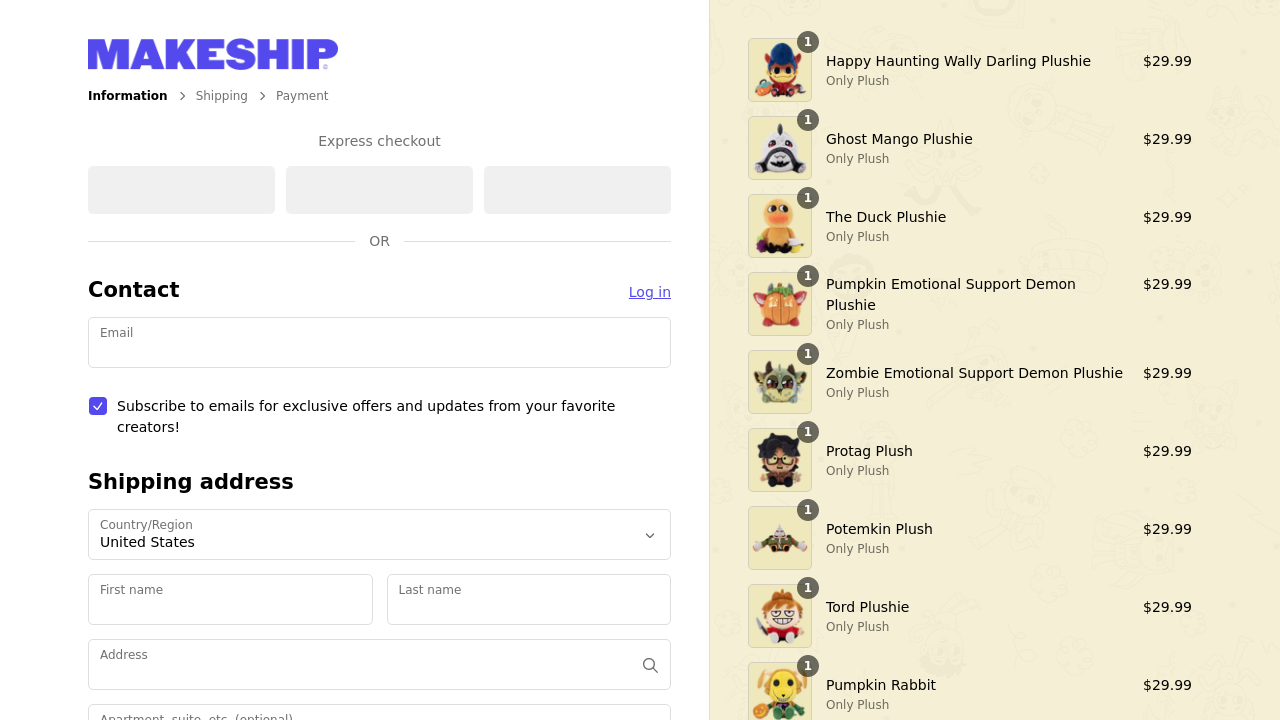 MAKESHIP
Information
Shipping
Payment
Express checkout
OR
Contact
Log in
Email
Subscribe to emails for exclusive offers and updates from your favorite
creators!
Shipping address
Country/Region
United States
First name
Last name
Address
Apartment, suite, etc. (optional)
1
Happy Haunting Wally Darling Plushie
Only Plush
$29.99
1
Ghost Mango Plushie
Only Plush
$29.99
1
The Duck Plushie
Only Plush
$29.99
1
Pumpkin Emotional Support Demon
Plushie
Only Plush
$29.99
1
Zombie Emotional Support Demon Plushie
Only Plush
$29.99
1
Protag Plush
Only Plush
$29.99
1
Potemkin Plush
Only Plush
$29.99
1
Tord Plushie
Only Plush
$29.99
1
Pumpkin Rabbit
Only Plush
$29.99